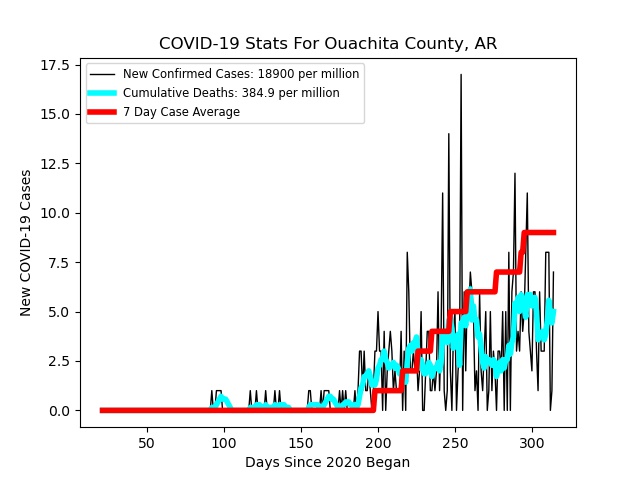 COVID-19 Stats For Ouachita County, AR
New Confirmed Cases: 18900 per million
Cumulative Deaths: 384.9 per million
7 Day Case Average
New COVID-19 Cases
17.5
15.0
12.5
10.0
7.5
5.0
2.5
0.0
50 100 150 200 250 300
Days Since 2020 Began